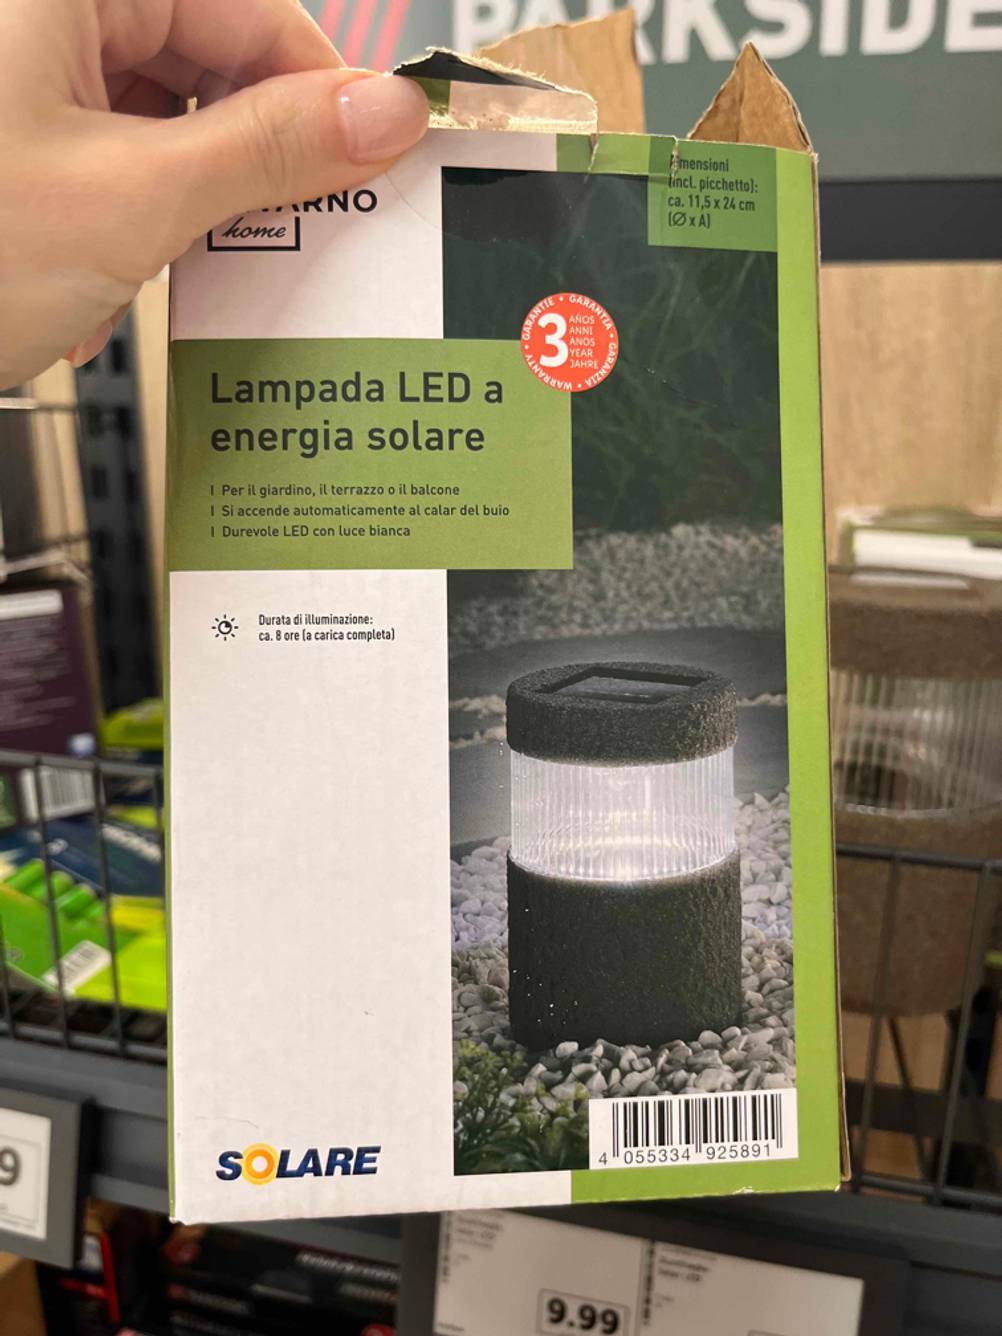 PARKSIDE
home
Dimensioni
(incl. picchetto):
ca. 11,5 x 24 cm
(Ø x A)
GARANTIE • GARANTIA • GARANZIA • WARRANTY •
3
AÑOS
ANNI
ANOS
YEAR
JAHRE
Lampada LED a
energia solare
I Per il giardino, il terrazzo o il balcone
I Si accende automaticamente al calar del buio
I Durevole LED con luce bianca
Durata di illuminazione:
ca. 8 ore (a carica completa)
SOLARE
4 055334 925891
9
9.99